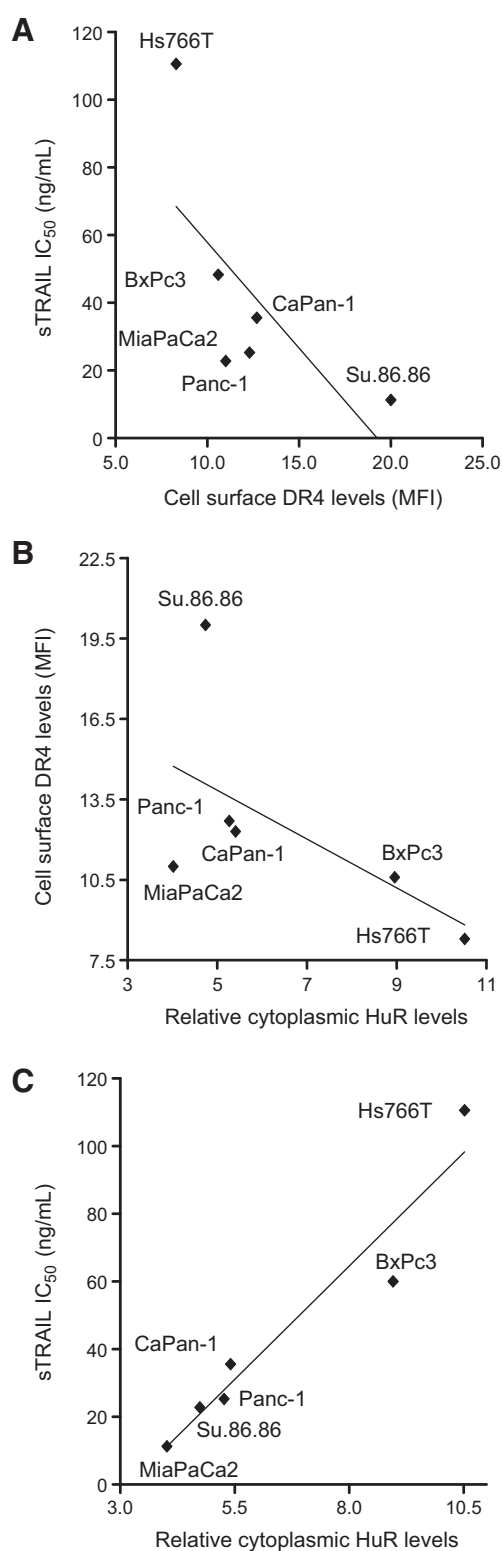 A
120
100
80
60
40
20
0
sTRAIL IC50 (ng/mL)
Hs766T
BxPc3
CaPan-1
MiaPaCa2
Panc-1
Su.86.86
5.0 10.0 15.0 20.0 25.0
Cell surface DR4 levels (MFI)
B
22.5
19.5
16.5
13.5
10.5
7.5
Cell surface DR4 levels (MFI)
Su.86.86
Panc-1
CaPan-1
BxPc3
MiaPaCa2
Hs766T
3 5 7 9 11
Relative cytoplasmic HuR levels
C
120
100
80
60
40
20
0
sTRAIL IC50 (ng/mL)
Hs766T
BxPc3
CaPan-1
Panc-1
Su.86.86
MiaPaCa2
3.0 5.5 8.0 10.5
Relative cytoplasmic HuR levels